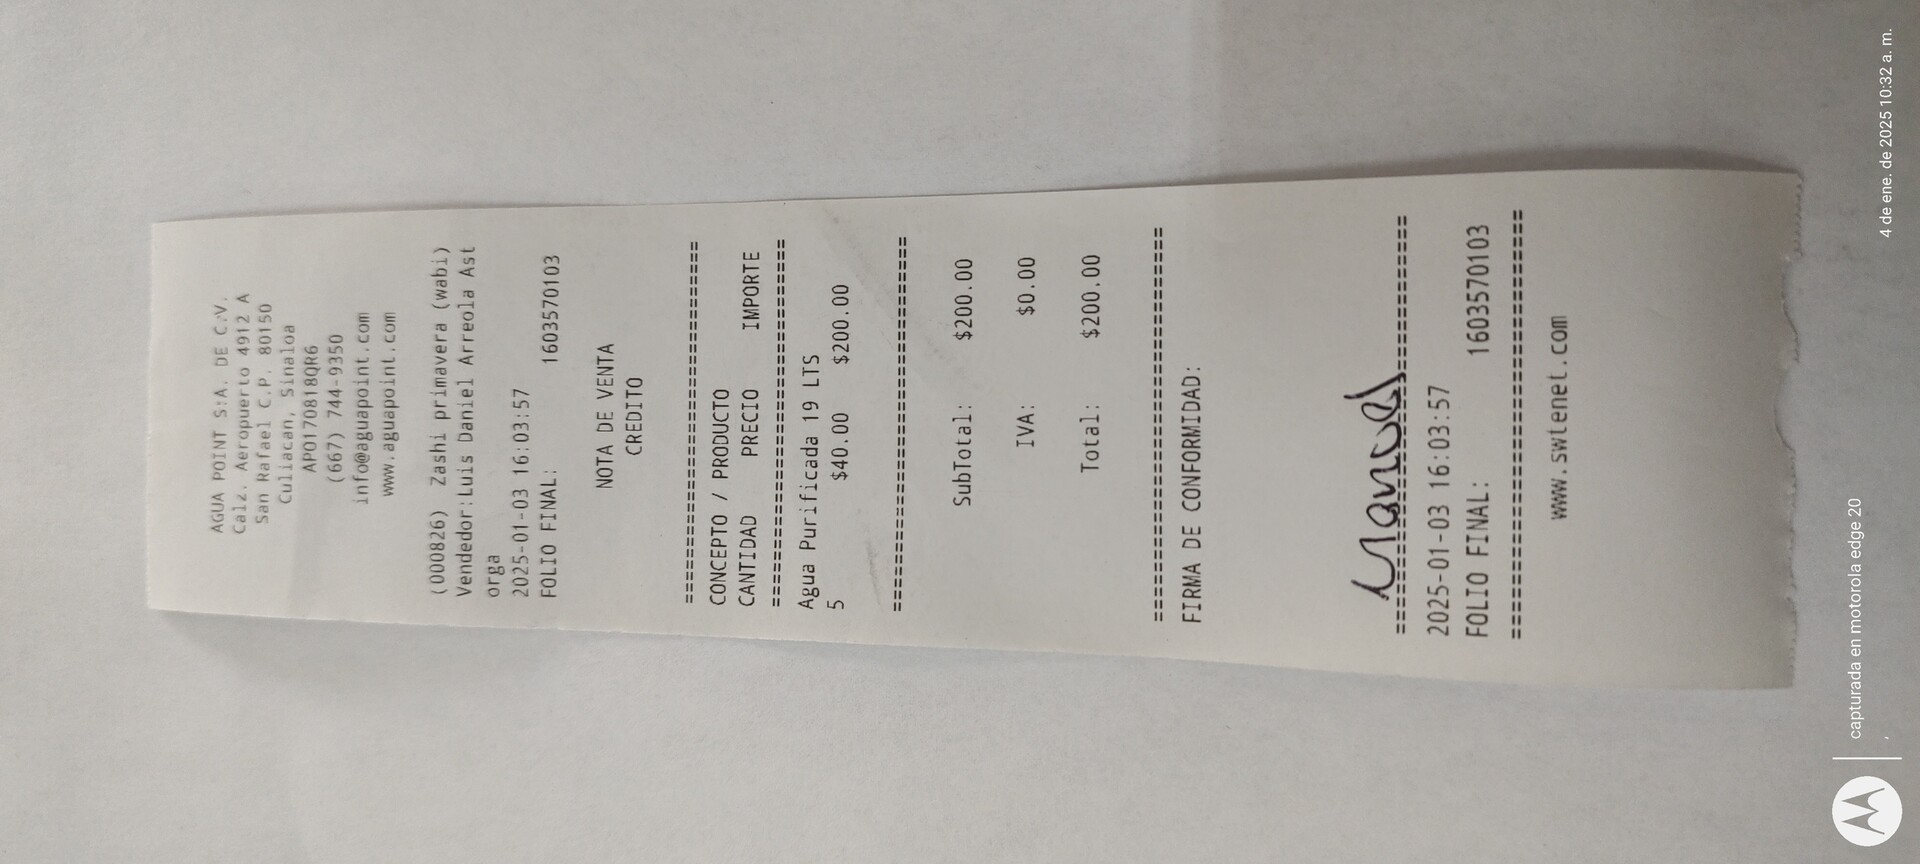 AGUA POINT S.A. DE C.V.
Calz. Aeropuerto 4912 A
San Rafael C.P. 80150
Culiacan, Sinaloa
APO170818QR6
(667) 744-9350
info@aguapoint.com
www.aguapoint.com
(000826) Zashi primavera (wabi)
Vendedor:Luis Daniel Arreola Ast
orga
2025-01-03 16:03:57
FOLIO FINAL: 1603570103
NOTA DE VENTA
CREDITO
================================
CONCEPTO / PRODUCTO
CANTIDAD PRECIO IMPORTE
================================
Agua Purificada 19 LTS
5 $40.00 $200.00
================================
SubTotal: $200.00
IVA: $0.00
Total: $200.00
================================
FIRMA DE CONFORMIDAD:
Manuel
================================
2025-01-03 16:03:57
FOLIO FINAL: 1603570103
================================
www.swtenet.com
capturada en motorola edge 20
,
4 de ene. de 2025 10:32 a. m.